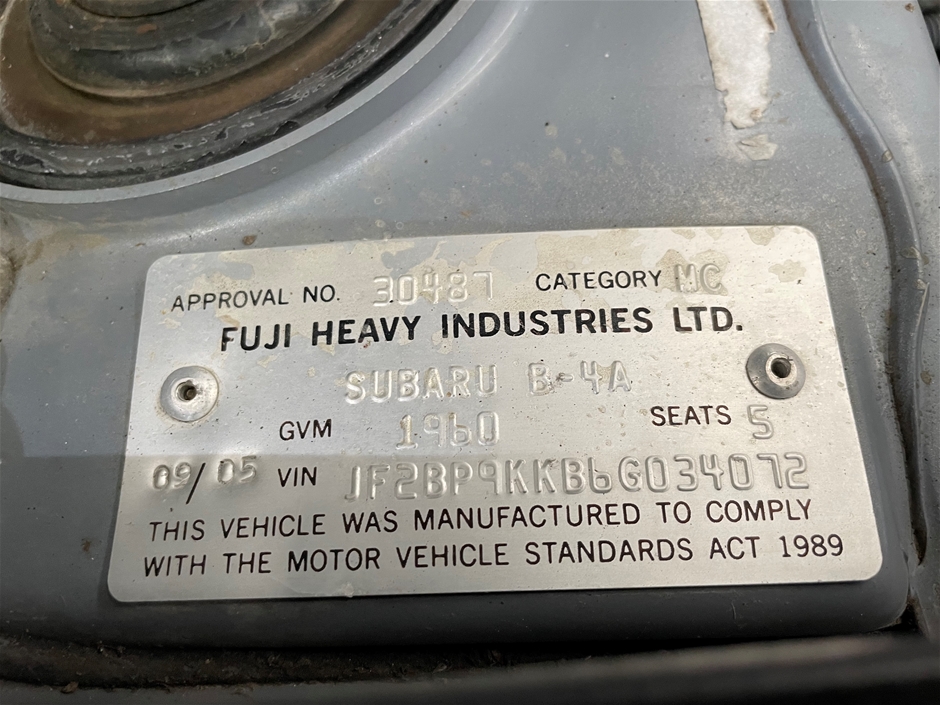 APPROVAL NO. 30487 CATEGORY MC
FUJI HEAVY INDUSTRIES LTD.
SUBARU B-4A
GVM 1960 SEATS 5
09/05 VIN JF2BP9KKB6G034072
THIS VEHICLE WAS MANUFACTURED TO COMPLY
WITH THE MOTOR VEHICLE STANDARDS ACT 1989